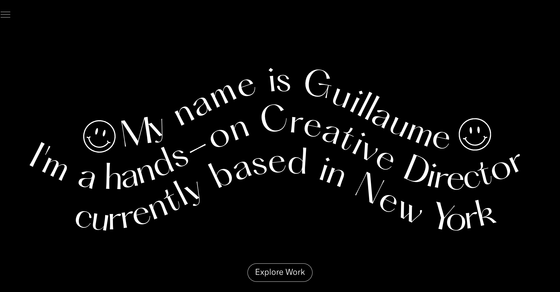 My name is Guillaume
I'm a hands-on Creative Director
currently based in New York
Explore Work